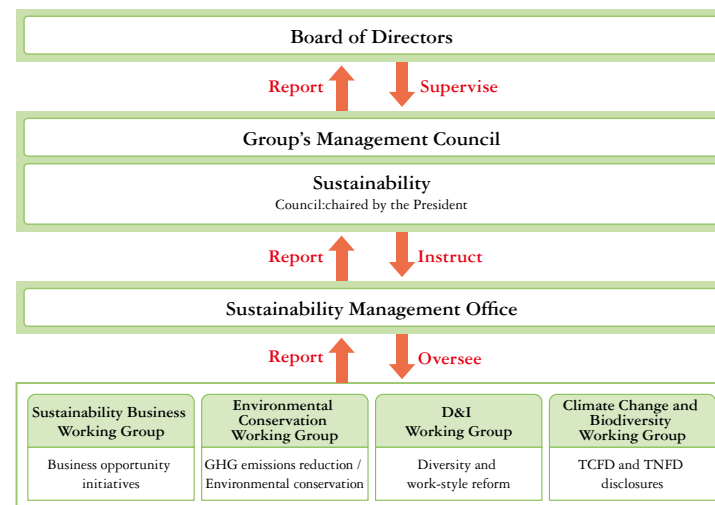 Board of Directors
Report
Supervise
Group's Management Council
Sustainability
Council:chaired by the President
Report
Instruct
Sustainability Management Office
Report
Oversee
Sustainability Business
Working Group
Business opportunity
initiatives
Environmental
Conservation
Working Group
GHG emissions reduction /
Environmental conservation
D&I
Working Group
Diversity and
work-style reform
Climate Change and
Biodiversity
Working Group
TCFD and TNFD
disclosures